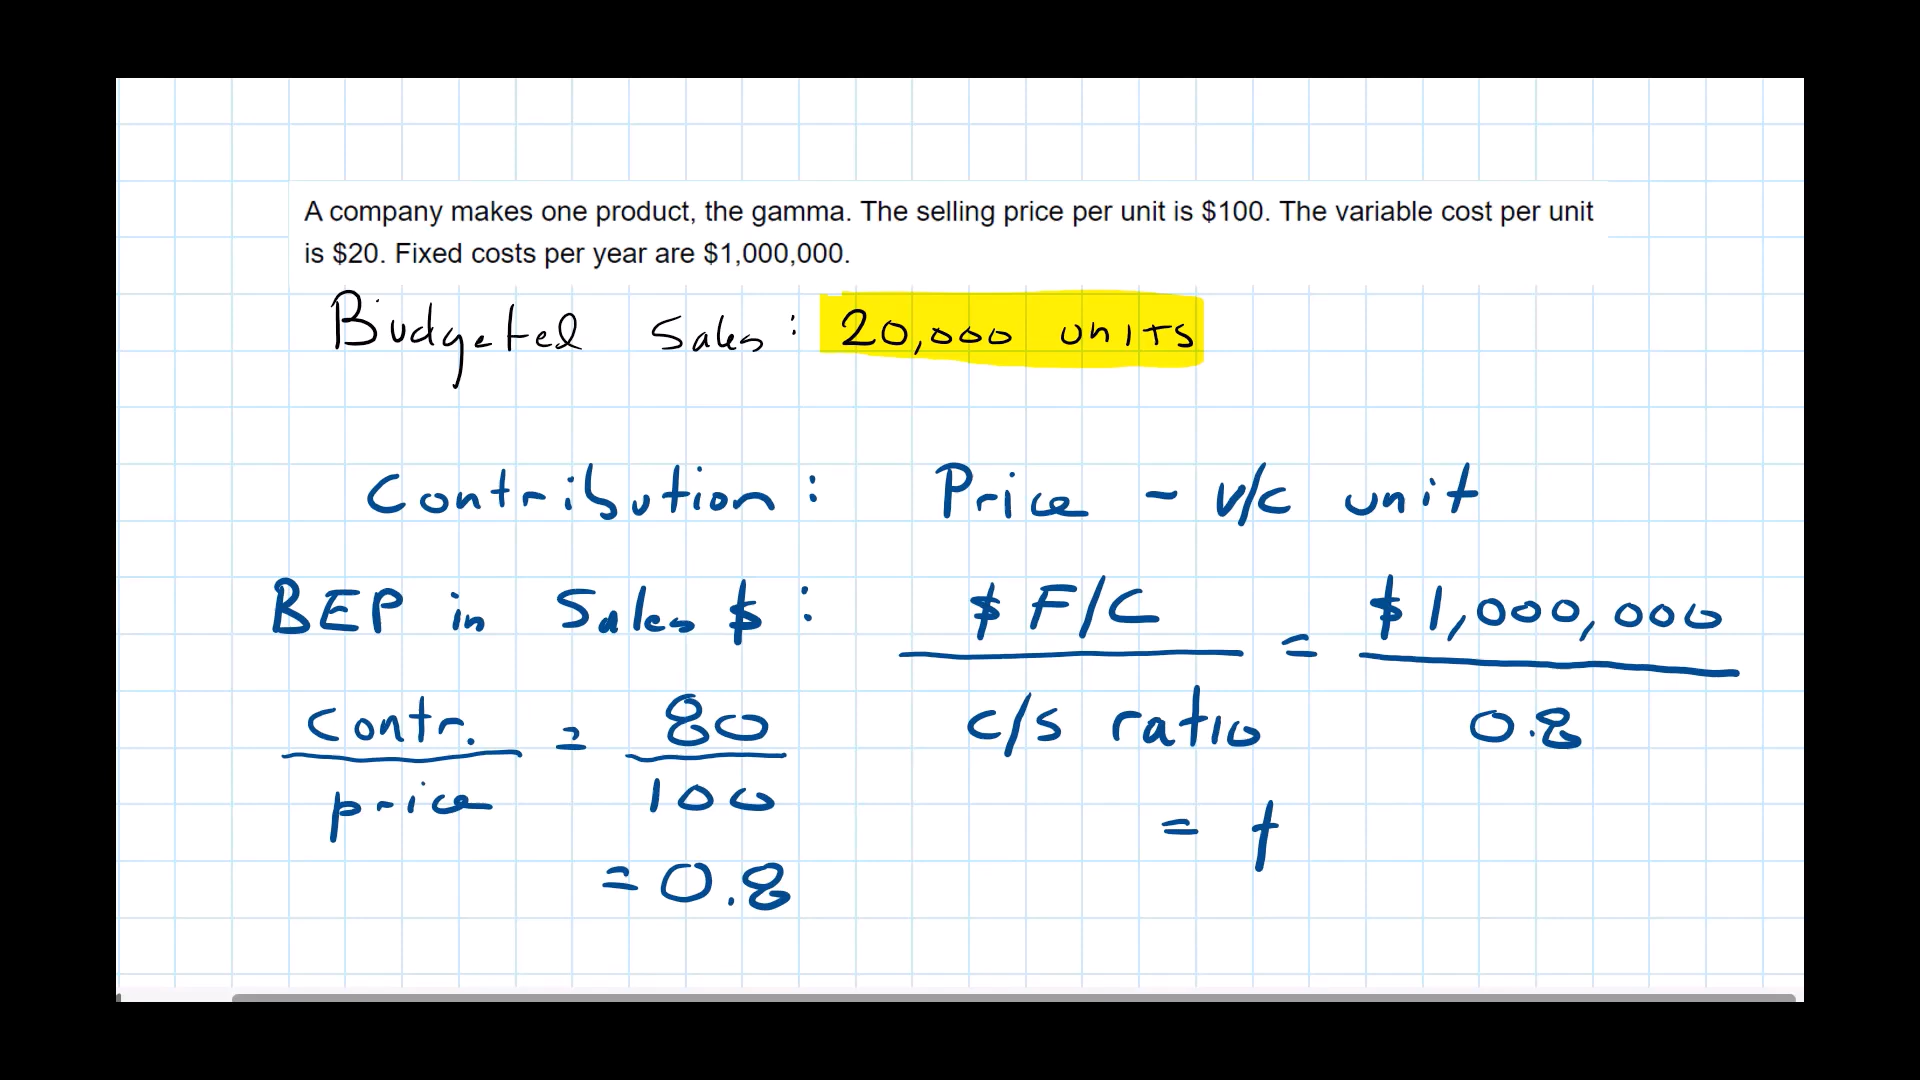 A company makes one product, the gamma. The selling price per unit is $100. The variable cost per unit
is $20. Fixed costs per year are $1,000,000.
Budgeted Sales: 20,000 units
Contribution: Price - v/c unit
BEP in Sales $: $ F/C = $1,000,000
c/s ratio 0.8
contr. = 80
price 100
= 0.8
=